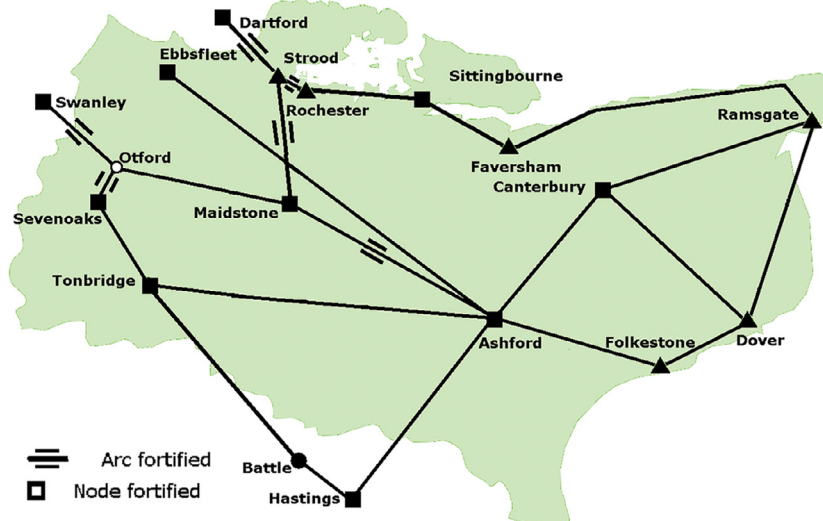 Dartford
Ebbsfleet
Strood
Sittingbourne
Swanley
Rochester
Ramsgate
Otford
Faversham
Canterbury
Sevenoaks
Maidstone
Tonbridge
Ashford
Folkestone
Dover
Arc fortified
Battle
Node fortified
Hastings